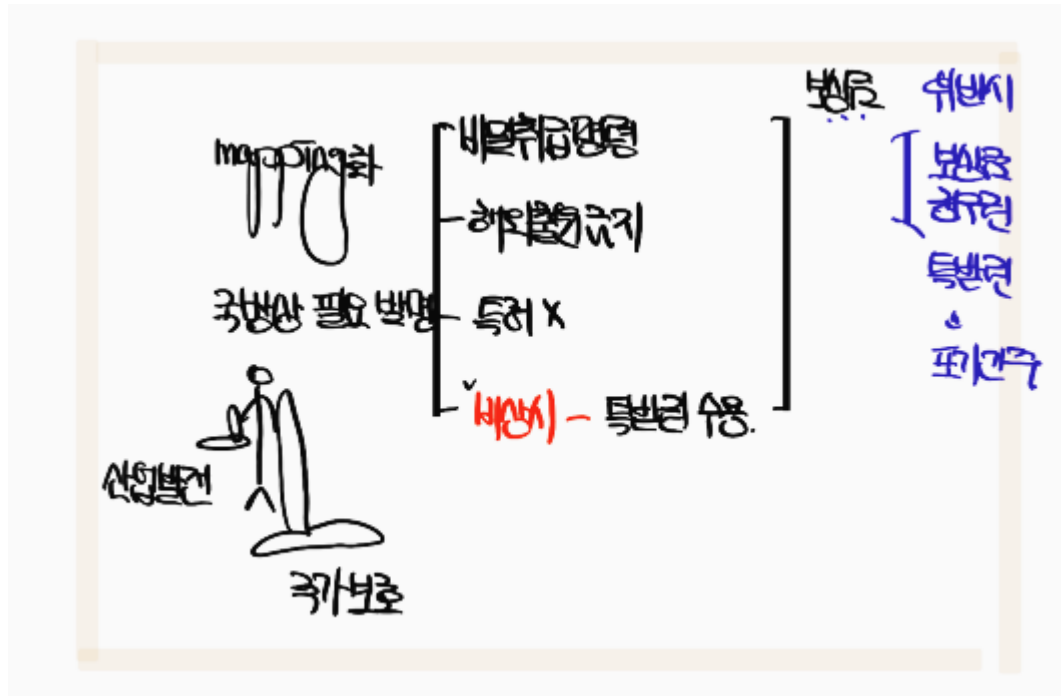 보상금 위반시
mapping화
비밀취급명령
해외출원 금지
국방상 필요 발명
특허 X
비상시 - 특발권 수용.
보상금
청구권
특발권
포기간주
산업발전
국가보호